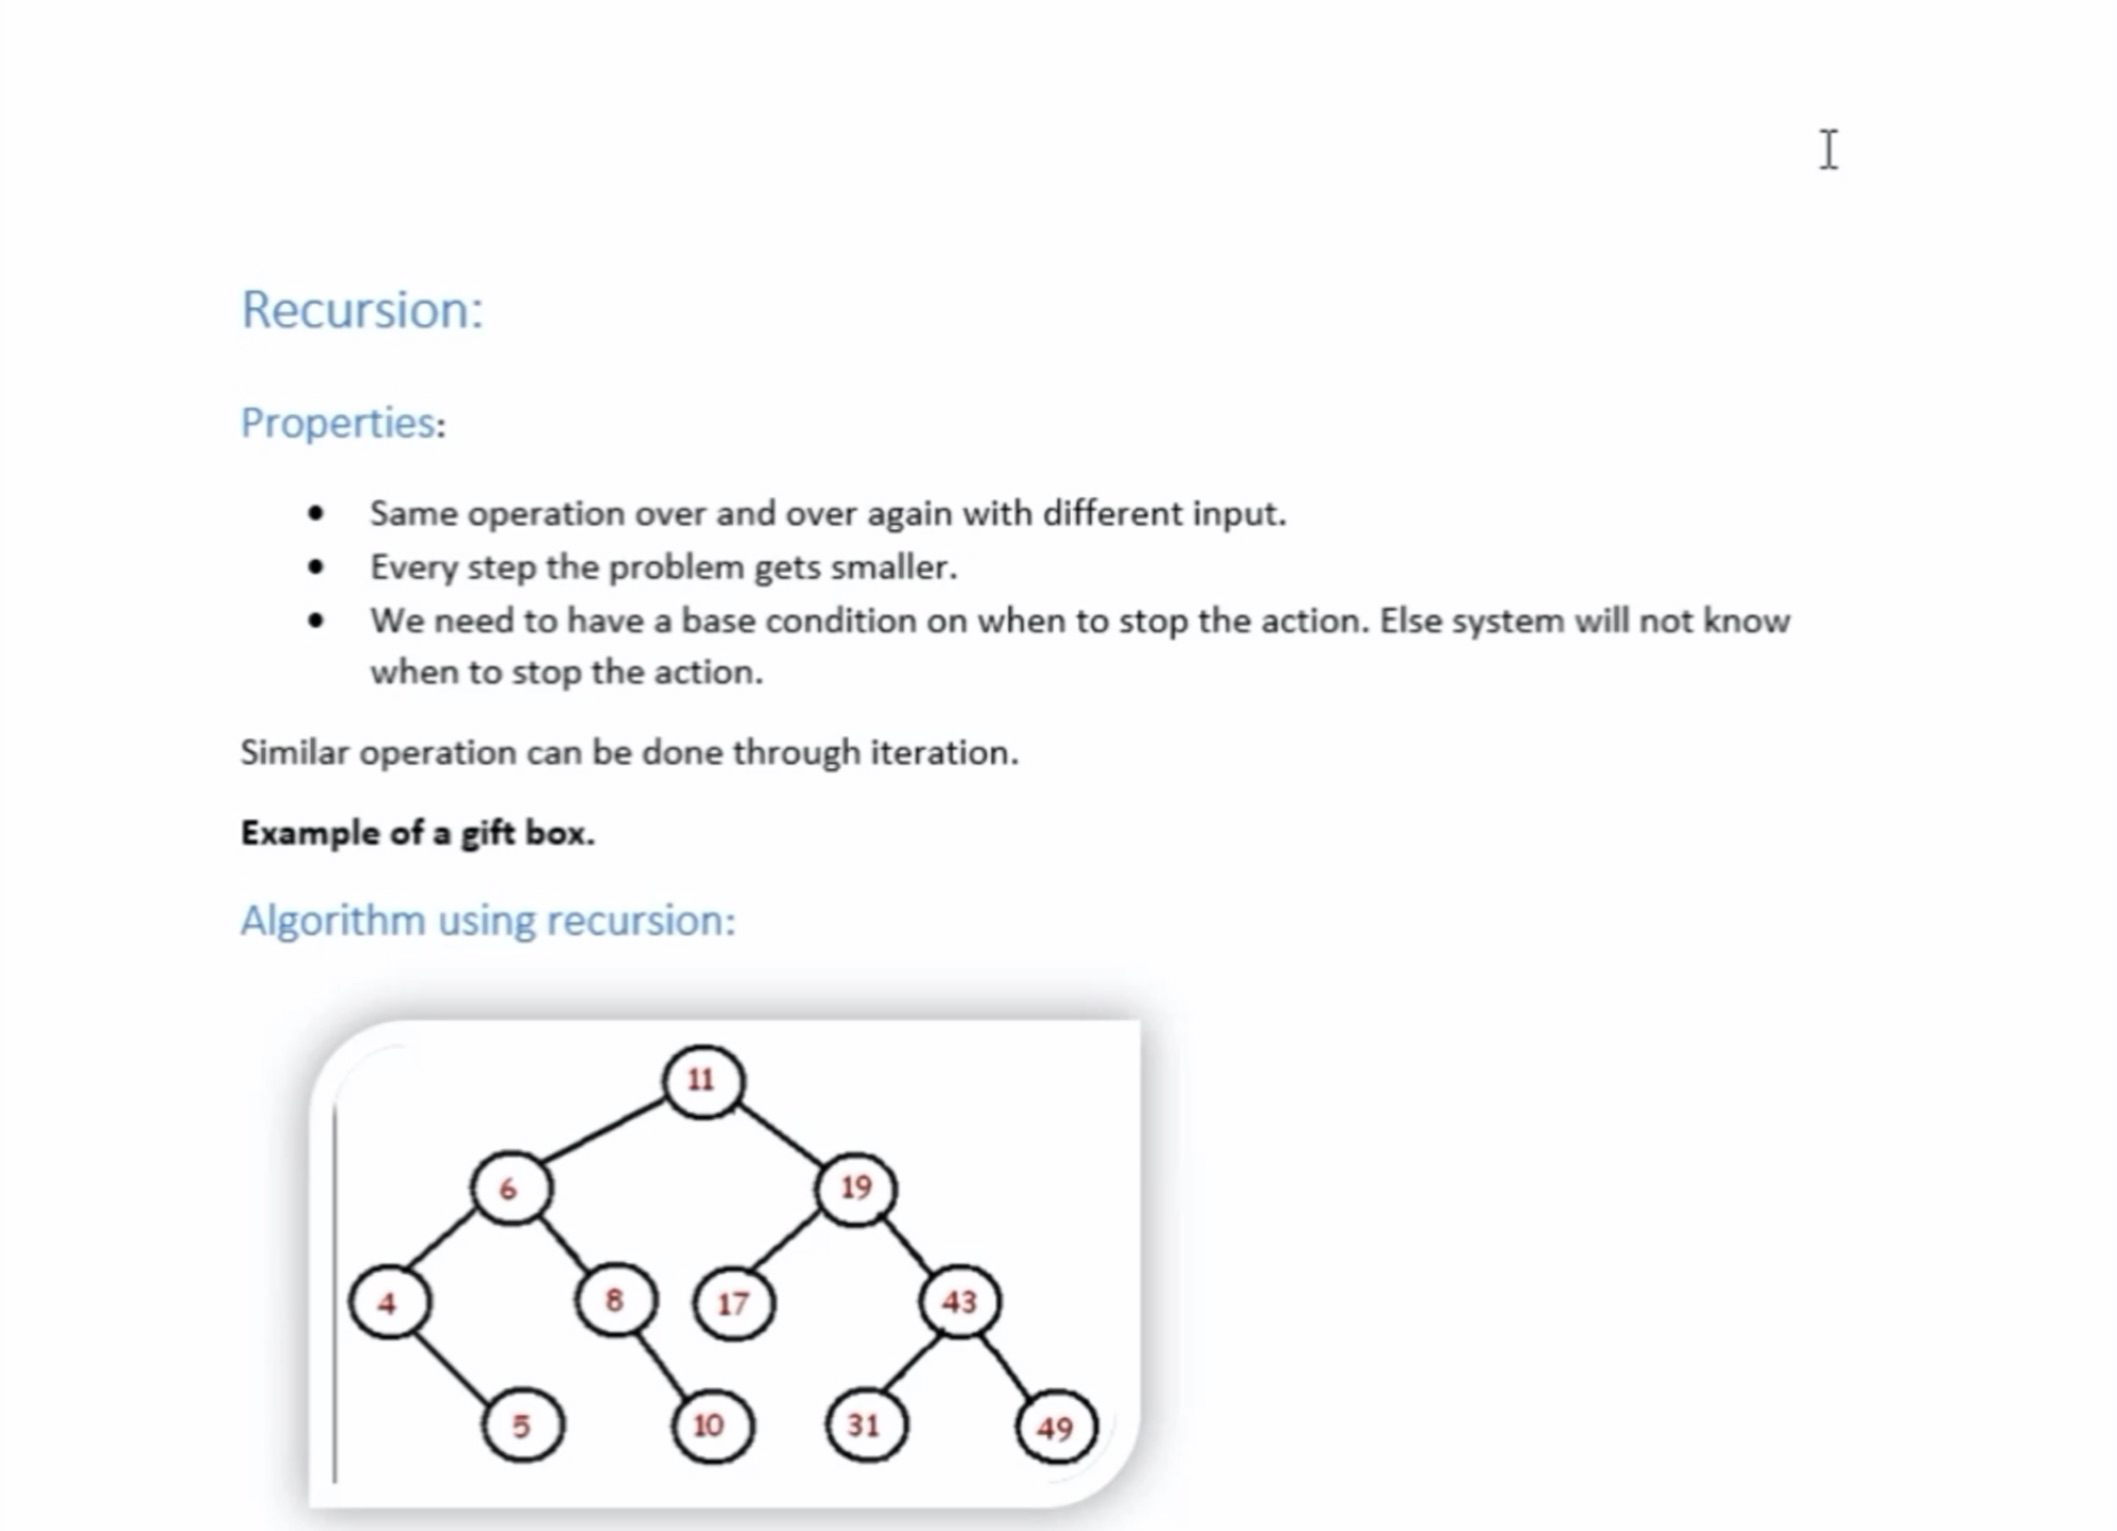 Recursion:
Properties:
• Same operation over and over again with different input.
• Every step the problem gets smaller.
• We need to have a base condition on when to stop the action. Else system will not know
when to stop the action.
Similar operation can be done through iteration.
Example of a gift box.
Algorithm using recursion:
11
6 19
4 8 17 43
5 10 31 49